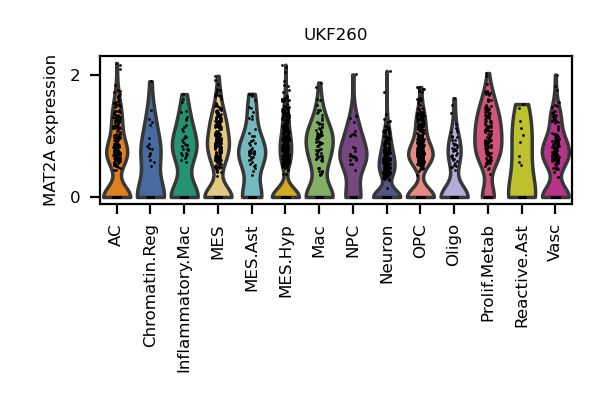 UKF260
MAT2A expression
2
0
AC
Chromatin.Reg
Inflammatory.Mac
MES
MES.Ast
MES.Hyp
Mac
NPC
Neuron
OPC
Oligo
Prolif.Metab
Reactive.Ast
Vasc